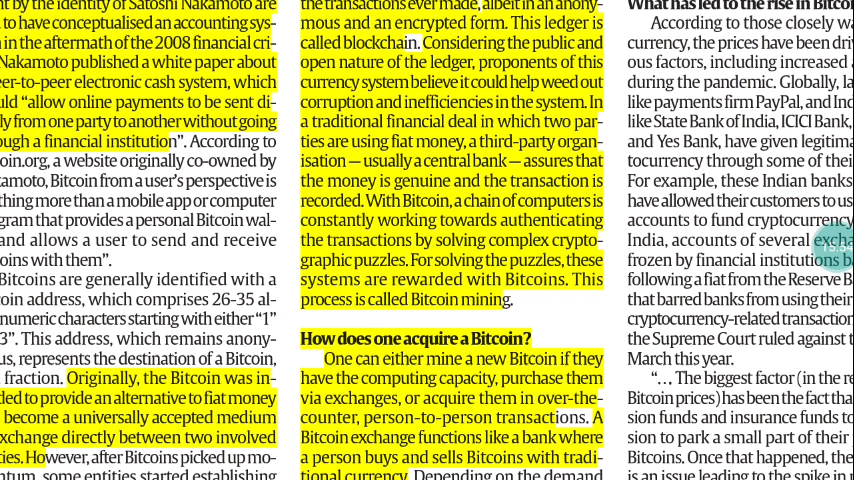 nt by the identity of Satoshi Nakamoto are
to have conceptualised an accounting sys-
in the aftermath of the 2008 financial cri-
Nakamoto published a white paper about
eer-to-peer electronic cash system, which
uld “allow online payments to be sent di-
ly from one party to another without going
ough a financial institution”. According to
oin.org, a website originally co-owned by
amoto, Bitcoin from a user’s perspective is
thing more than a mobile app or computer
gram that provides a personal Bitcoin wal-
and allows a user to send and receive
oins with them”.
Bitcoins are generally identified with a
coin address, which comprises 26-35 al-
numeric characters starting with either “1”
3”. This address, which remains anony-
us, represents the destination of a Bitcoin,
fraction. Originally, the Bitcoin was in-
ded to provide an alternative to fiat money
become a universally accepted medium
exchange directly between two involved
ties. However, after Bitcoins picked up mo-
ntum, some entities started establishing
the transactions ever made, albeit in an anony-
mous and an encrypted form. This ledger is
called blockchain. Considering the public and
open nature of the ledger, proponents of this
currency system believe it could help weed out
corruption and inefficiencies in the system. In
a traditional financial deal in which two par-
ties are using fiat money, a third-party organ-
isation — usually a central bank — assures that
the money is genuine and the transaction is
recorded. With Bitcoin, a chain of computers is
constantly working towards authenticating
the transactions by solving complex crypto-
graphic puzzles. For solving the puzzles, these
systems are rewarded with Bitcoins. This
process is called Bitcoin mining.
How does one acquire a Bitcoin?
One can either mine a new Bitcoin if they
have the computing capacity, purchase them
via exchanges, or acquire them in over-the-
counter, person-to-person transactions. A
Bitcoin exchange functions like a bank where
a person buys and sells Bitcoins with tradi-
tional currency. Depending on the demand
What has led to the rise in Bitcoi
According to those closely wa
currency, the prices have been driv
ous factors, including increased
during the pandemic. Globally, la
like payments firm PayPal, and Ind
like State Bank of India, ICICI Bank,
and Yes Bank, have given legitima
tocurrency through some of their
For example, these Indian banks
have allowed their customers to us
accounts to fund cryptocurrency
India, accounts of several excha
frozen by financial institutions b
following a fiat from the Reserve B
that barred banks from using their
cryptocurrency-related transaction
the Supreme Court ruled against t
March this year.
“… The biggest factor (in the re
Bitcoin prices) has been the fact tha
sion funds and insurance funds to
sion to park a small part of their
Bitcoins. Once that happened, the
is an issue leading to the spike in p